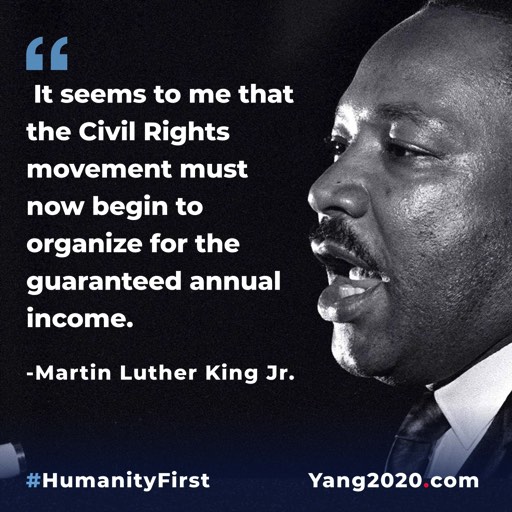 “
It seems to me that
the Civil Rights
movement must
now begin to
organize for the
guaranteed annual
income.
-Martin Luther King Jr.
#HumanityFirst
Yang2020.com